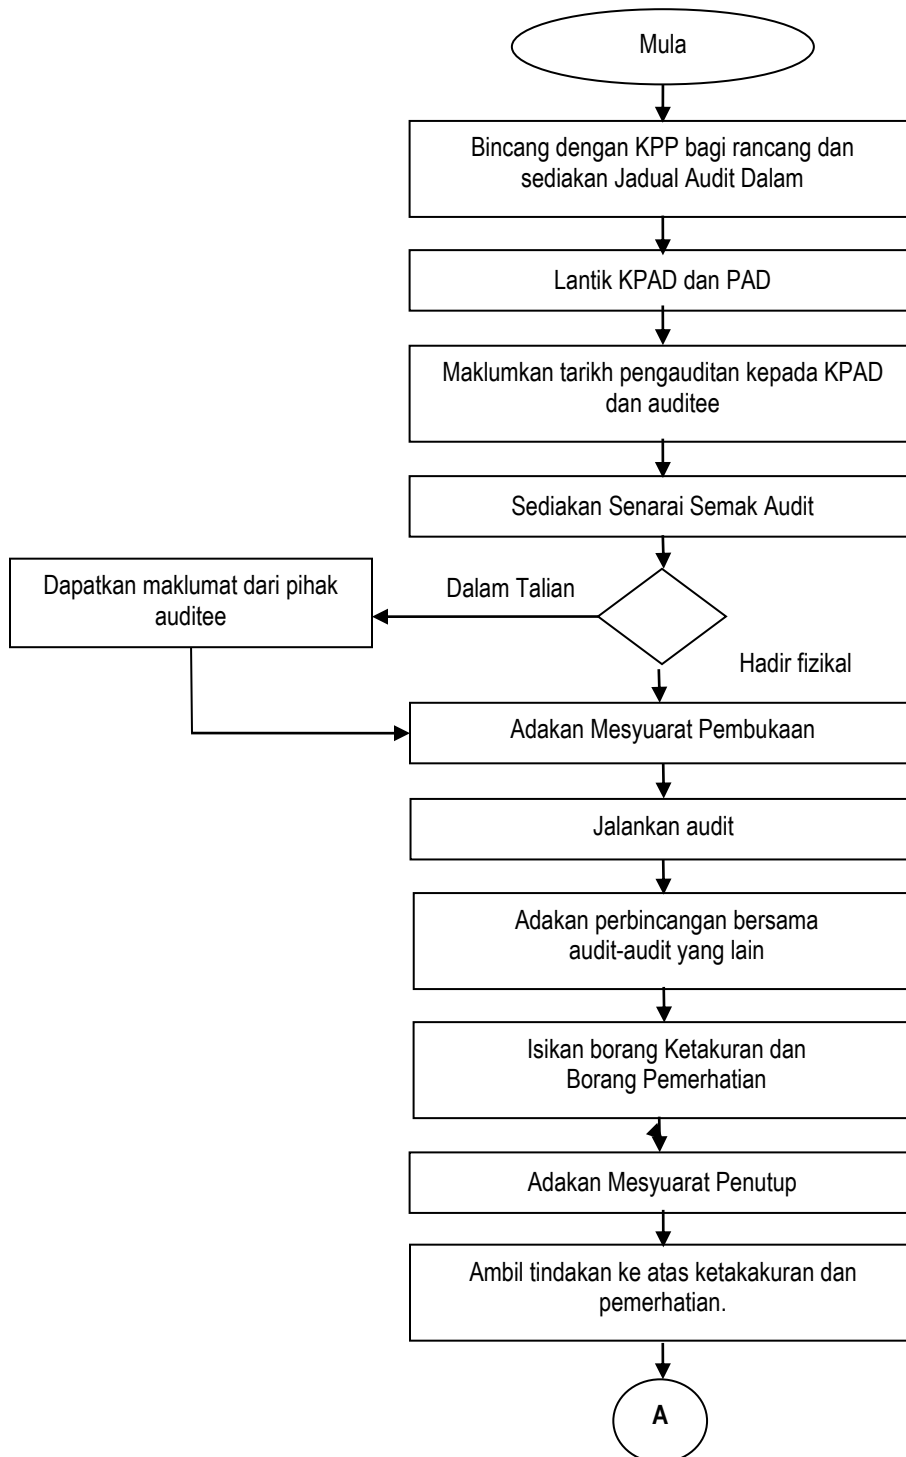 Mula
Bincang dengan KPP bagi rancang dan
sediakan Jadual Audit Dalam
Lantik KPAD dan PAD
Maklumkan tarikh pengauditan kepada KPAD
dan auditee
Sediakan Senarai Semak Audit
Dapatkan maklumat dari pihak
auditee
Dalam Talian
Hadir fizikal
Adakan Mesyuarat Pembukaan
Jalankan audit
Adakan perbincangan bersama
audit-audit yang lain
Isikan borang Ketakuran dan
Borang Pemerhatian
Adakan Mesyuarat Penutup
Ambil tindakan ke atas ketakakuran dan
pemerhatian.
A